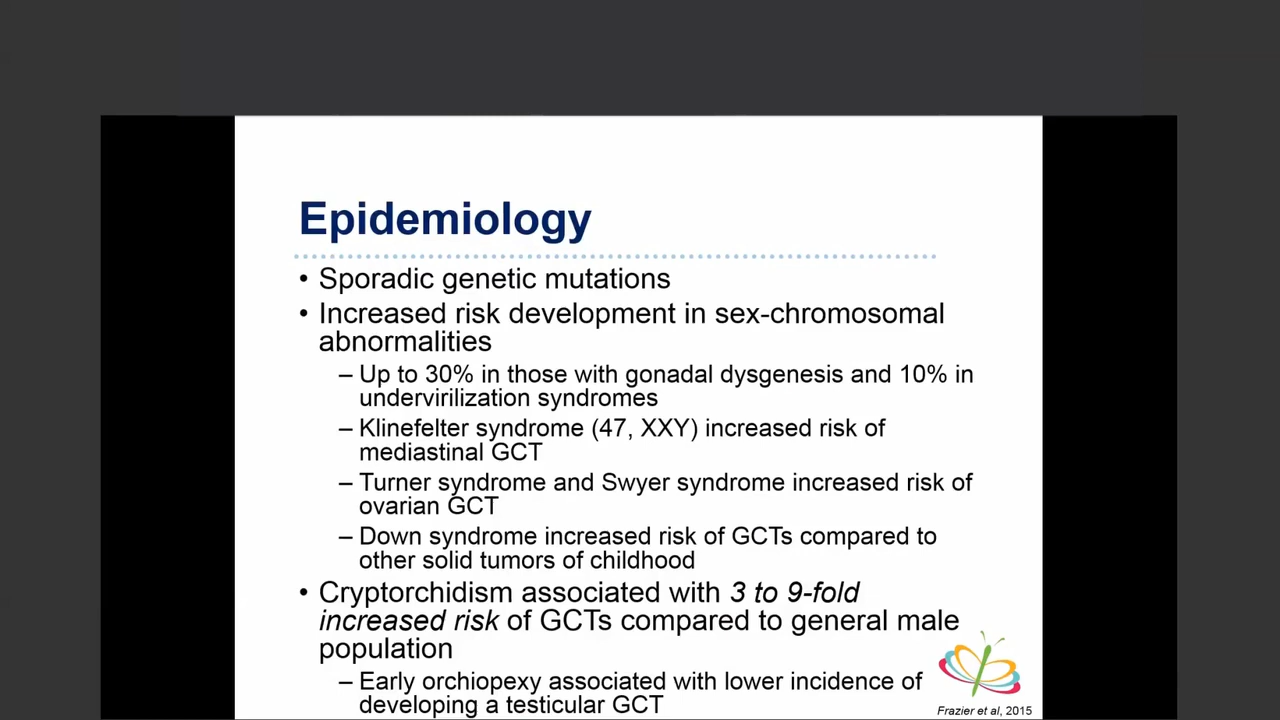 Epidemiology
• Sporadic genetic mutations
• Increased risk development in sex-chromosomal
abnormalities
– Up to 30% in those with gonadal dysgenesis and 10% in
undervirilization syndromes
– Klinefelter syndrome (47, XXY) increased risk of
mediastinal GCT
– Turner syndrome and Swyer syndrome increased risk of
ovarian GCT
– Down syndrome increased risk of GCTs compared to
other solid tumors of childhood
• Cryptorchidism associated with 3 to 9-fold
increased risk of GCTs compared to general male
population
– Early orchiopexy associated with lower incidence of
developing a testicular GCT
Frazier et al, 2015